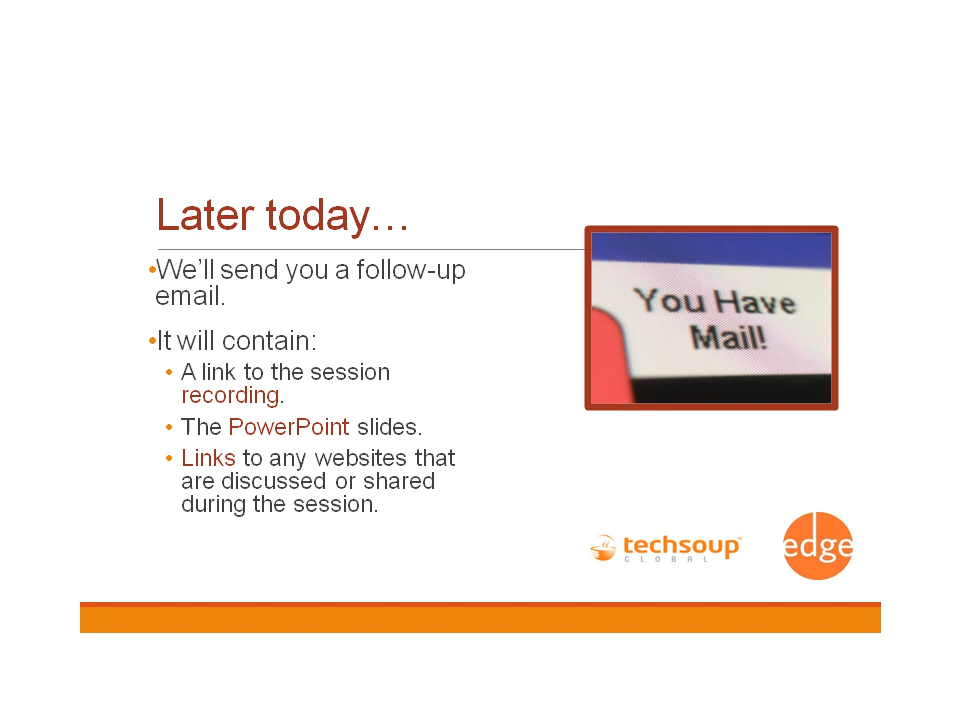 Later today…
•We’ll send you a follow-up
email.
•It will contain:
• A link to the session
recording.
• The PowerPoint slides.
• Links to any websites that
are discussed or shared
during the session.
You Have
Mail!
techsoup™
GLOBAL
edge